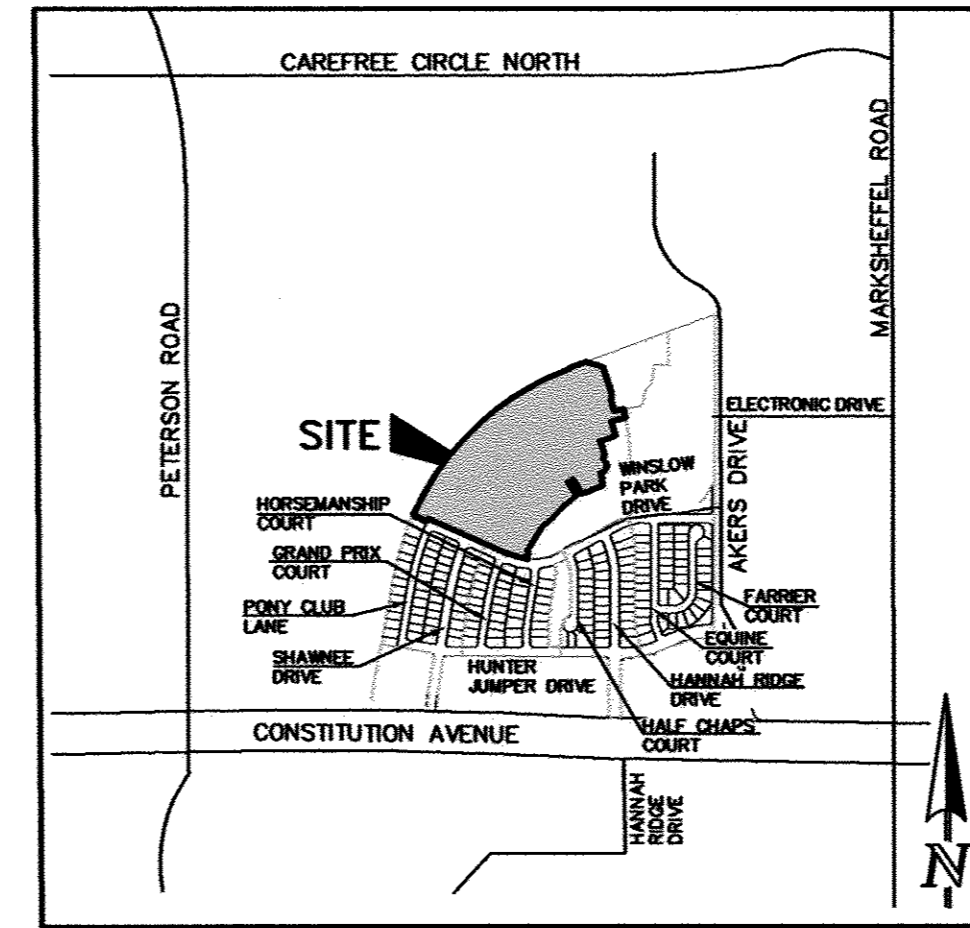 CAREFREE CIRCLE NORTH
MARKSHEFFEL ROAD
PETERSON ROAD
ELECTRONIC DRIVE
SITE
WINSLOW
PARK
DRIVE
AKERS DRIVE
HORSEMANSHIP
COURT
GRAND PRIX
COURT
PONY CLUB
LANE
SHAWNEE
DRIVE
HUNTER
JUMPER DRIVE
FARRIER
COURT
EQUINE
COURT
HANNAH RIDGE
DRIVE
HALF CHAPS
COURT
CONSTITUTION AVENUE
HANNAH
RIDGE
DRIVE
N